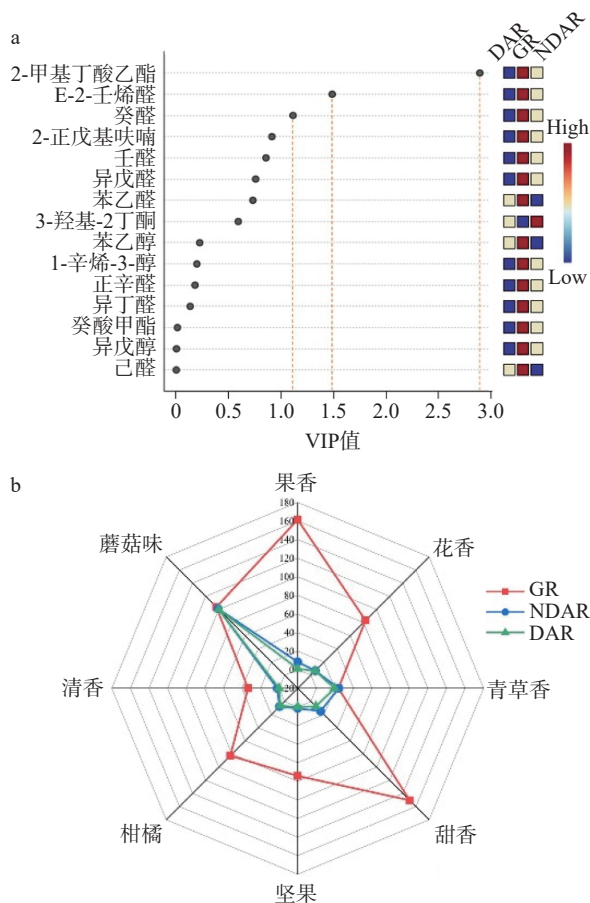 a
DAR
GR
NDAR
2-甲基丁酸乙酯
E-2-壬烯醛
癸醛
2-正戊基呋喃
壬醛
异戊醛
苯乙醛
3-羟基-2丁酮
苯乙醇
1-辛烯-3-醇
正辛醛
异丁醛
癸酸甲酯
异戊醇
己醛
High
Low
0 0.5 1.0 1.5 2.0 2.5 3.0
VIP值
b
果香
花香
青草香
甜香
坚果
柑橘
清香
蘑菇味
180
160
140
120
100
80
60
40
20
0
-20
GR
NDAR
DAR